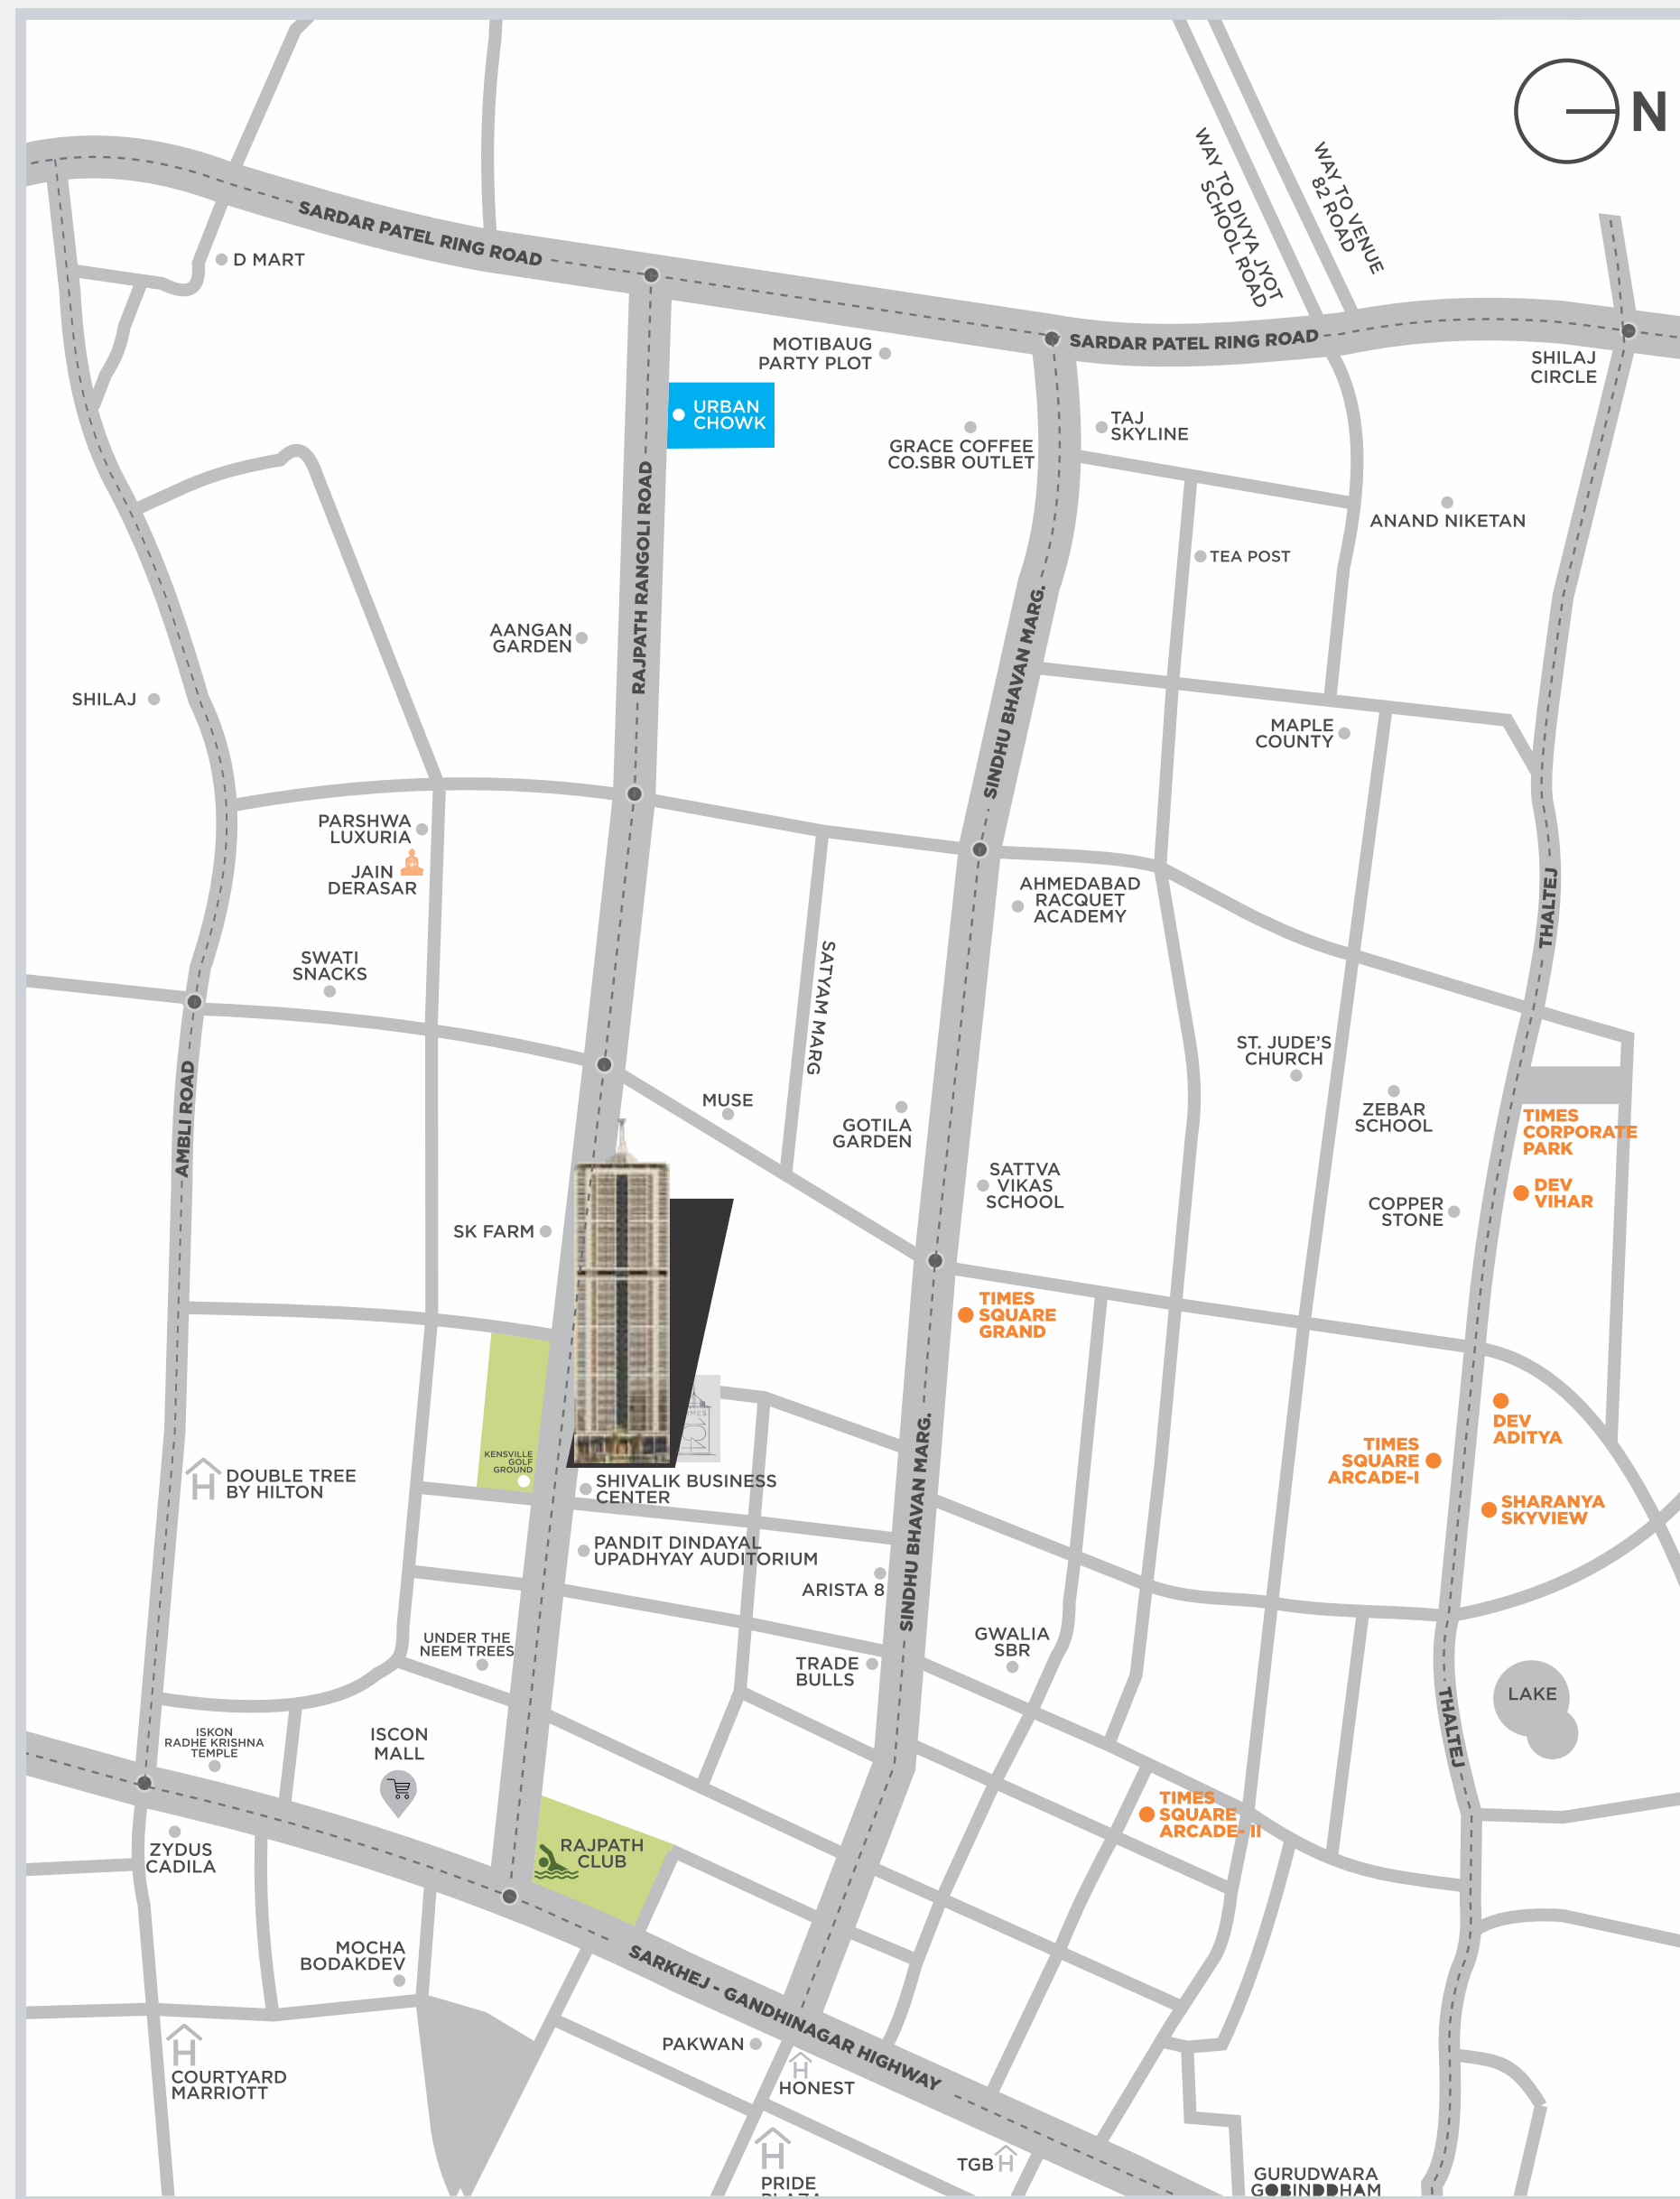 N
WAY TO DIVYA JYOT
SCHOOL ROAD
WAY TO VENUE
82 ROAD
SARDAR PATEL RING ROAD
D MART
MOTIBAUG
PARTY PLOT
SARDAR PATEL RING ROAD
SHILAJ
CIRCLE
URBAN
CHOWK
GRACE COFFEE
CO.SBR OUTLET
TAJ
SKYLINE
ANAND NIKETAN
TEA POST
RAJPATH RANGOLI ROAD
AANGAN
GARDEN
SINDHU BHAVAN MARG.
SHILAJ
MAPLE
COUNTY
PARSHWA
LUXURIA
JAIN
DERASAR
AHMEDABAD
RACQUET
ACADEMY
THALTEJ
SWATI
SNACKS
SATYAM MARG
ST. JUDE'S
CHURCH
AMBLI ROAD
MUSE
GOTILA
GARDEN
ZEBAR
SCHOOL
TIMES
CORPORATE
PARK
SATTVA
VIKAS
SCHOOL
DEV
VIHAR
COPPER
STONE
SK FARM
TIMES
SQUARE
GRAND
DEV
ADITYA
TIMES
SQUARE
ARCADE-I
KENSVILLE
GOLF
GROUND
DOUBLE TREE
BY HILTON
SHIVALIK BUSINESS
CENTER
SINDHU BHAVAN MARG.
SHARANYA
SKYVIEW
PANDIT DINDAYAL
UPADHYAY AUDITORIUM
ARISTA 8
UNDER THE
NEEM TREES
GWALIA
SBR
TRADE
BULLS
LAKE
THALTEJ
ISKON
RADHE KRISHNA
TEMPLE
ISCON
MALL
TIMES
SQUARE
ARCADE- II
ZYDUS
CADILA
RAJPATH
CLUB
MOCHA
BODAKDEV
SARKHEJ - GANDHINAGAR HIGHWAY
PAKWAN
COURTYARD
MARRIOTT
HONEST
TGB
PRIDE
GURUDWARA